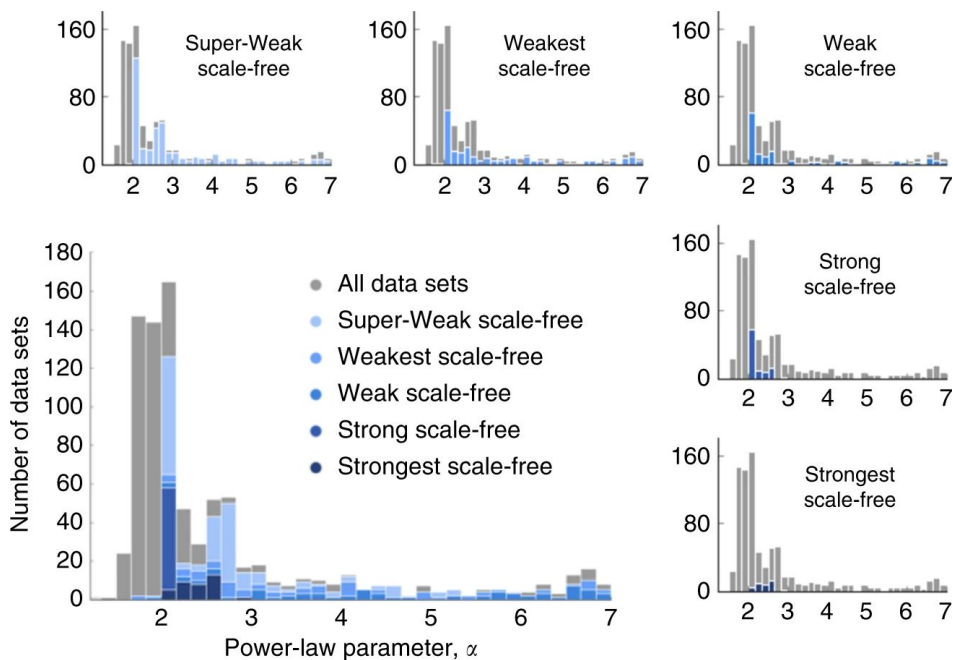 160
80
0
2 3 4 5 6 7
Super-Weak
scale-free
160
80
0
2 3 4 5 6 7
Weakest
scale-free
160
80
0
2 3 4 5 6 7
Weak
scale-free
180
160
140
120
100
80
60
40
20
0
2 3 4 5 6 7
Number of data sets
Power-law parameter, α
All data sets
Super-Weak scale-free
Weakest scale-free
Weak scale-free
Strong scale-free
Strongest scale-free
160
80
0
2 3 4 5 6 7
Strong
scale-free
160
80
0
2 3 4 5 6 7
Strongest
scale-free